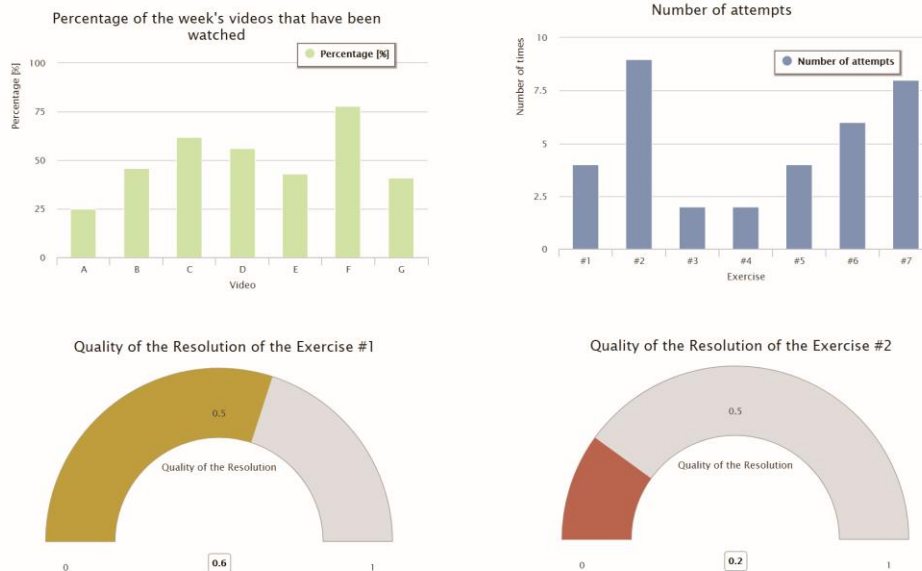 Percentage of the week's videos that have been
watched
Percentage [%]
Percentage [%]
100
75
50
25
0
A B C D E F G
Video
Number of attempts
Number of attempts
Number of times
10
7.5
5
2.5
0
#1 #2 #3 #4 #5 #6 #7
Exercise
Quality of the Resolution of the Exercise #1
0.5
Quality of the Resolution
0 0.6 1
Quality of the Resolution of the Exercise #2
0.5
Quality of the Resolution
0 0.2 1